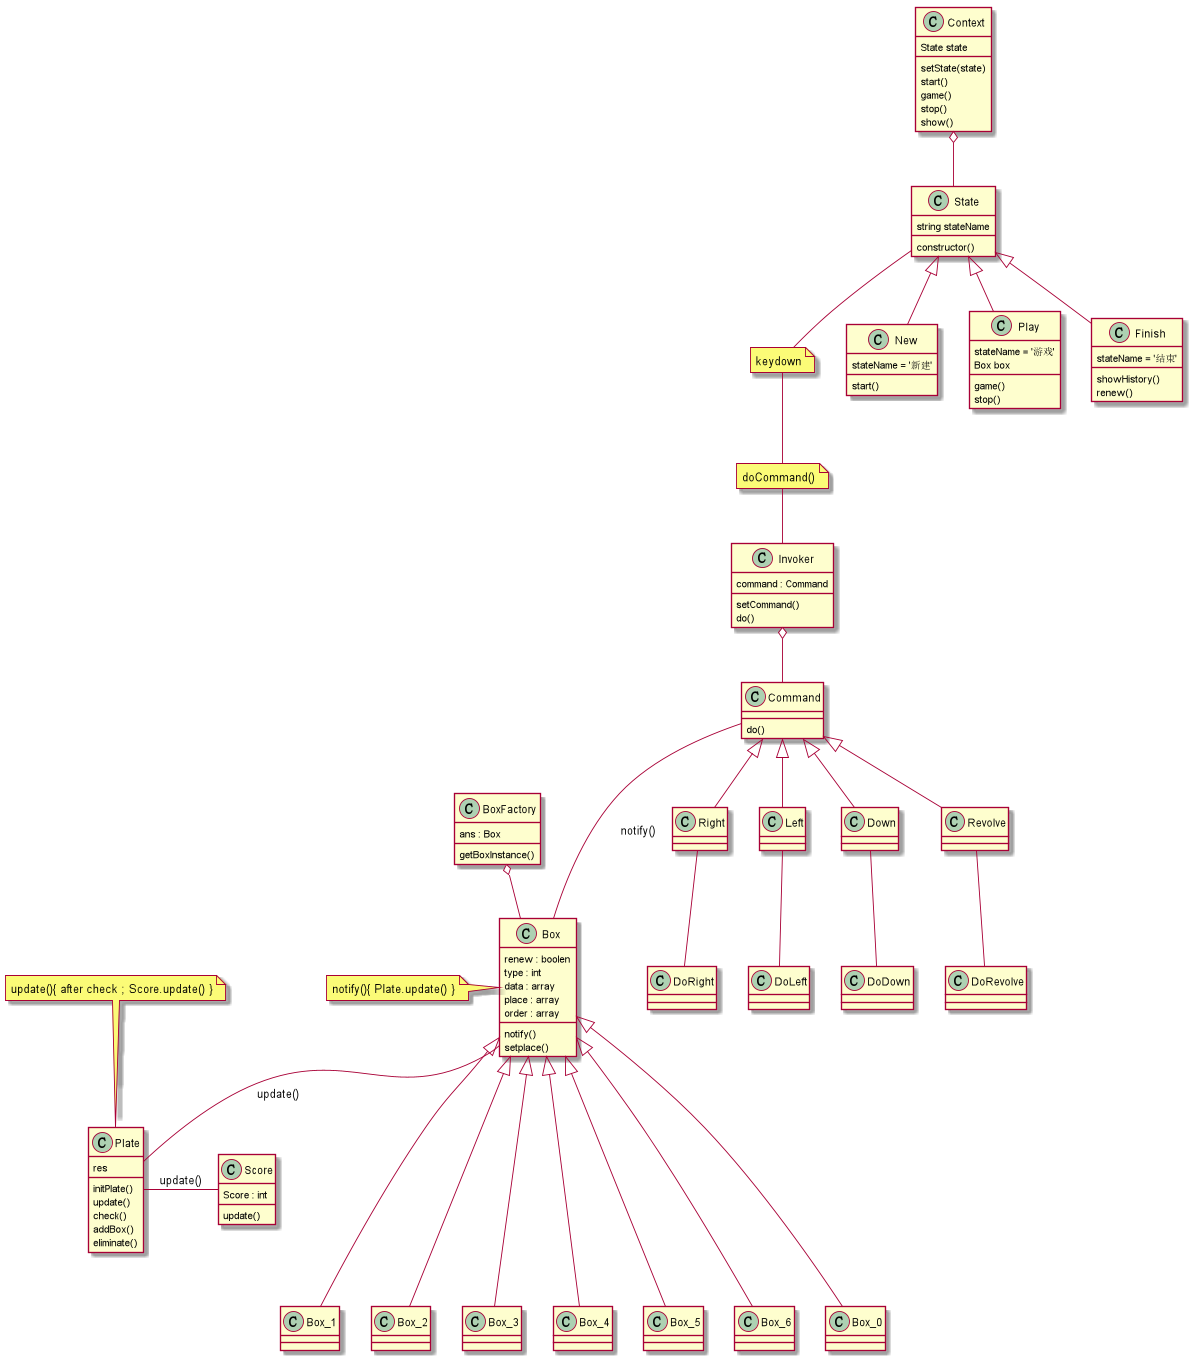 C Context
State state
setState(state)
start()
game()
stop()
show()
C State
string stateName
constructor()
keydown
C New
stateName = '新建'
start()
C Play
stateName = '游戏'
Box box
game()
stop()
C Finish
stateName = '结束'
showHistory()
renew()
doCommand()
C Invoker
command : Command
setCommand()
do()
C Command
do()
C BoxFactory
ans : Box
getBoxInstance()
notify()
C Right
C Left
C Down
C Revolve
C Box
renew : boolen
type : int
data : array
place : array
order : array
notify()
setplace()
C DoRight
C DoLeft
C DoDown
C DoRevolve
update(){ after check ; Score.update() }
notify(){ Plate.update() }
update()
C Plate
res
initPlate()
update()
check()
addBox()
eliminate()
update()
C Score
Score : int
update()
C Box_1
C Box_2
C Box_3
C Box_4
C Box_5
C Box_6
C Box_0